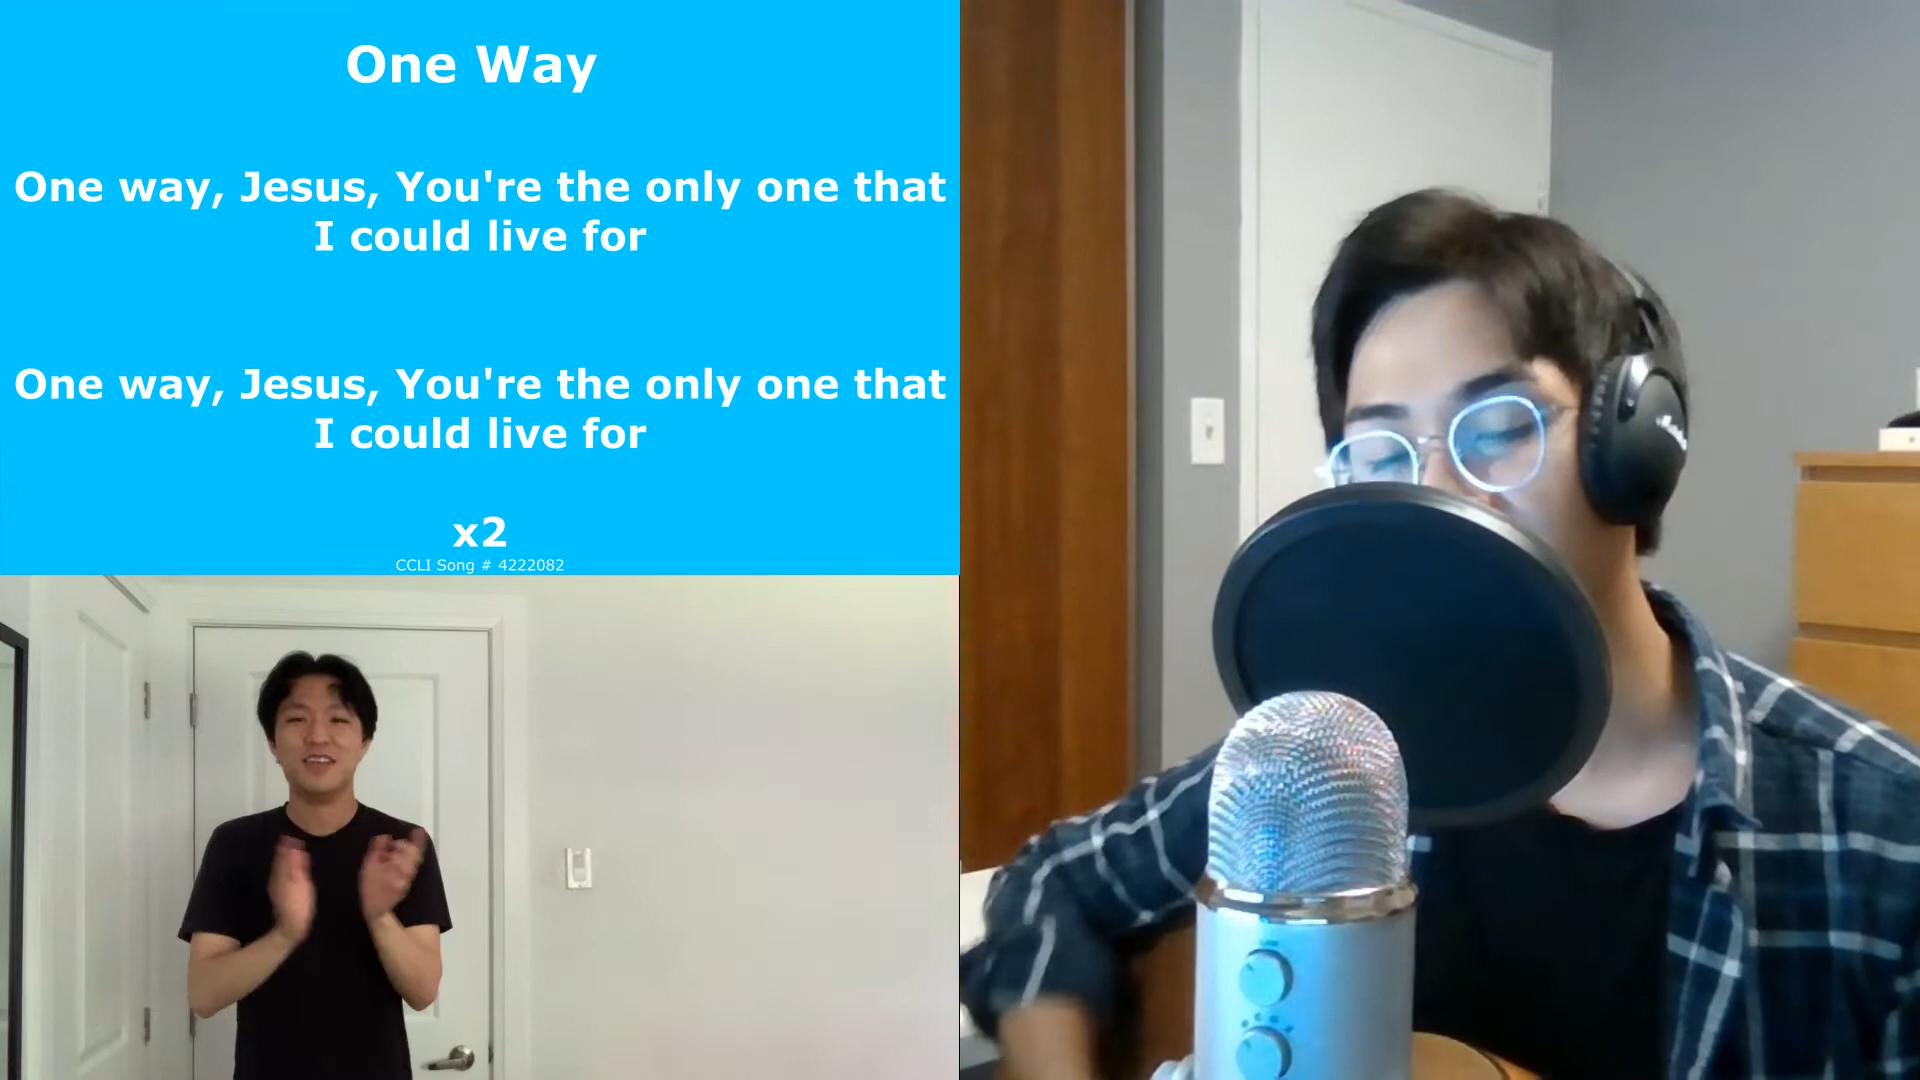 One Way
One way, Jesus, You're the only one that
I could live for
One way, Jesus, You're the only one that
I could live for
x2
CCLI Song # 4222082